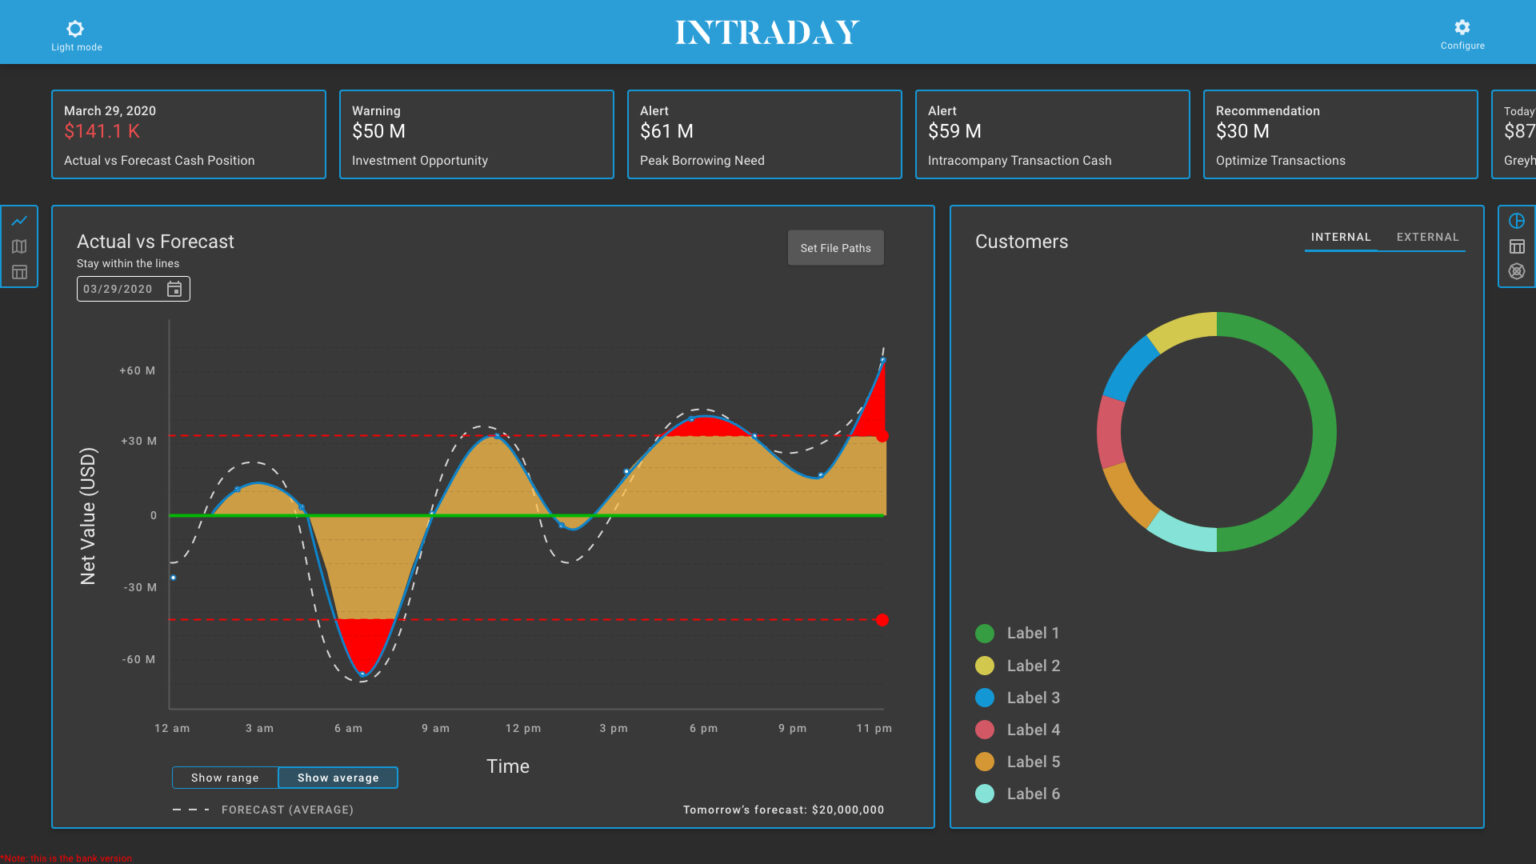 Light mode
INTRADAY
Configure
March 29, 2020
$141.1 K
Actual vs Forecast Cash Position
Warning
$50 M
Investment Opportunity
Alert
$61 M
Peak Borrowing Need
Alert
$59 M
Intracompany Transaction Cash
Recommendation
$30 M
Optimize Transactions
Today
$87
Greyh
Actual vs Forecast
Stay within the lines
03/29/2020
Set File Paths
Net Value (USD)
+60 M
+30 M
0
-30 M
-60 M
12 am 3 am 6 am 9 am 12 pm 3 pm 6 pm 9 pm 11 pm
Time
Show range
Show average
FORECAST (AVERAGE)
Tomorrow's forecast: $20,000,000
Customers
INTERNAL
EXTERNAL
Label 1
Label 2
Label 3
Label 4
Label 5
Label 6
*Note: this is the bank version